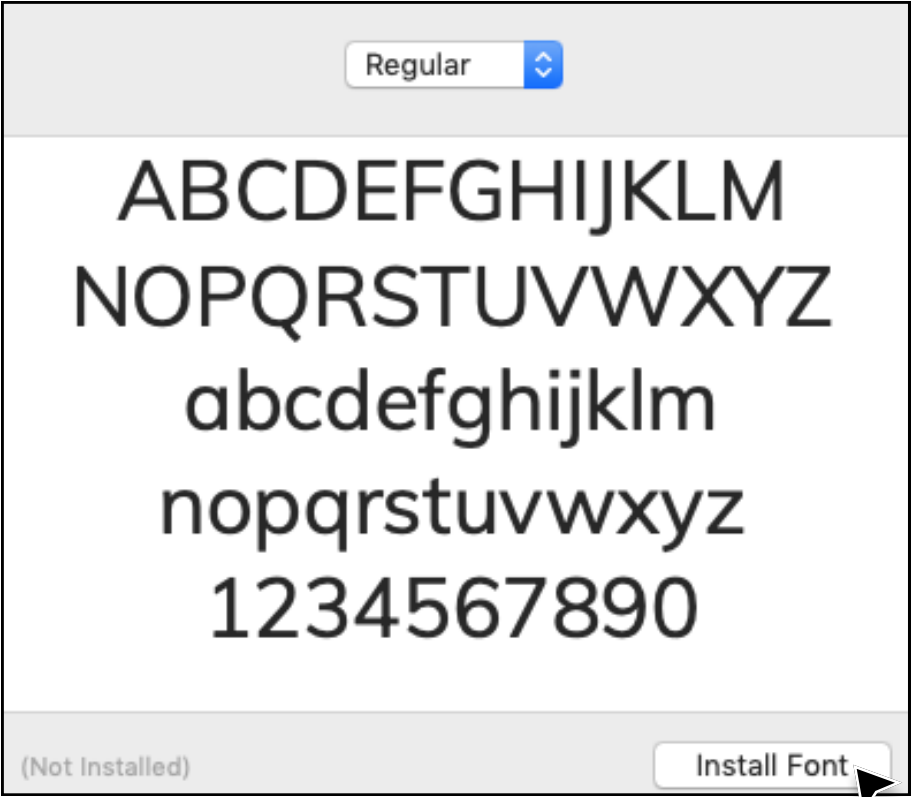 Regular
ABCDEFGHIJKLM
NOPQRSTUVWXYZ
abcdefghijklm
nopqrstuvwxyz
1234567890
(Not Installed)
Install Font